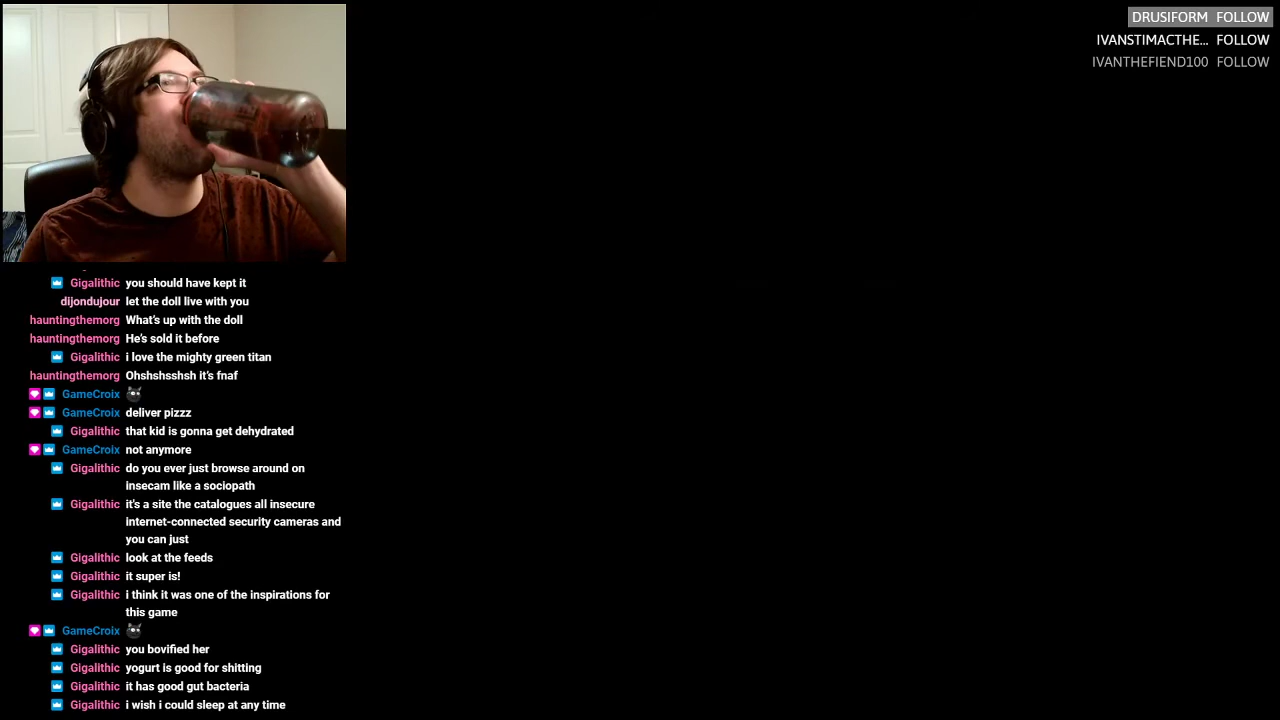 DRUSIFORM FOLLOW
IVANSTIMACTHE... FOLLOW
IVANTHEFIEND100 FOLLOW
Gigalithic you should have kept it
dijondujour let the doll live with you
hauntingthemorg What's up with the doll
hauntingthemorg He's sold it before
Gigalithic i love the mighty green titan
hauntingthemorg Ohshshsshsh it's fnaf
GameCroix
GameCroix deliver pizzz
Gigalithic that kid is gonna get dehydrated
GameCroix not anymore
Gigalithic do you ever just browse around on
insecam like a sociopath
Gigalithic it's a site the catalogues all insecure
internet-connected security cameras and
you can just
Gigalithic look at the feeds
Gigalithic it super is!
Gigalithic i think it was one of the inspirations for
this game
GameCroix
Gigalithic you bovified her
Gigalithic yogurt is good for shitting
Gigalithic it has good gut bacteria
Gigalithic i wish i could sleep at any time